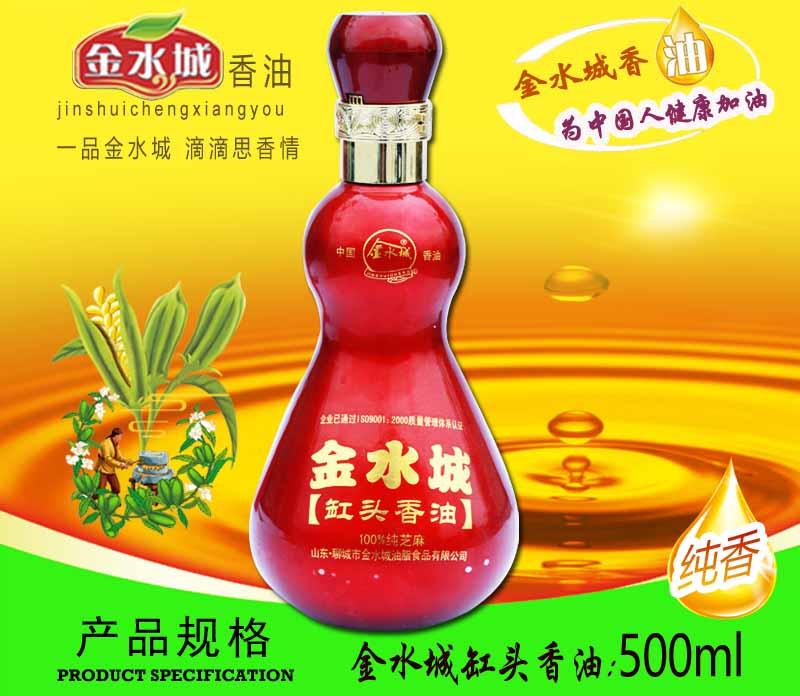 金水城 香油
jinshuichengxiangyou
一品金水城 滴滴思香情
金水城香油
为中国人健康加油
中国 金水城® 香油
企业已通过ISO9001:2000质量管理体系认证
金水城
【缸头香油】
100%纯芝麻
山东·聊城市金水城油脂食品有限公司
纯香
产品规格
PRODUCT SPECIFICATION
金水城缸头香油:500ml